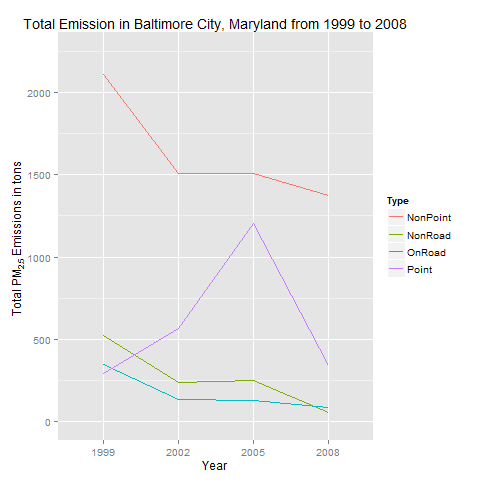 Total Emission in Baltimore City, Maryland from 1999 to 2008
Total PM25 Emissions in tons
2000
1500
1000
500
0
1999 2002 2005 2008
Year
Type
NonPoint
NonRoad
OnRoad
Point